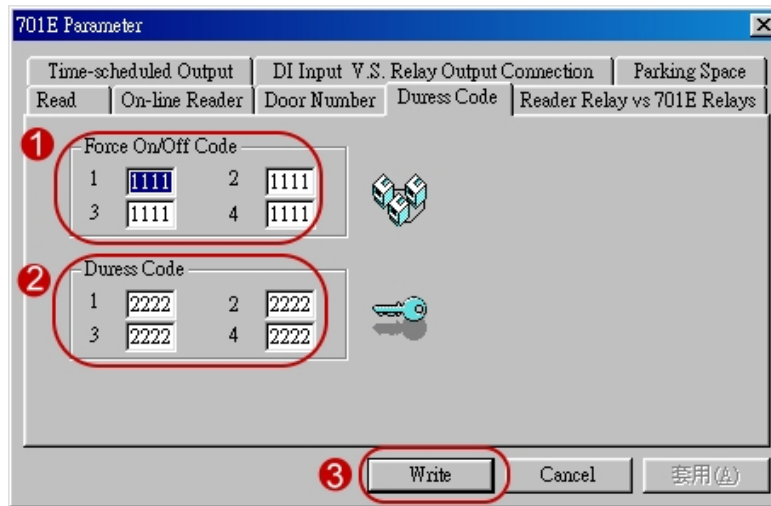 701E Parameter
Time-scheduled Output DI Input V.S. Relay Output Connection Parking Space
Read On-line Reader Door Number Duress Code Reader Relay vs 701E Relays
1 Force On/Off Code
1 1111 2 1111
3 1111 4 1111
2 Duress Code
1 2222 2 2222
3 2222 4 2222
3 Write Cancel 套用(A)